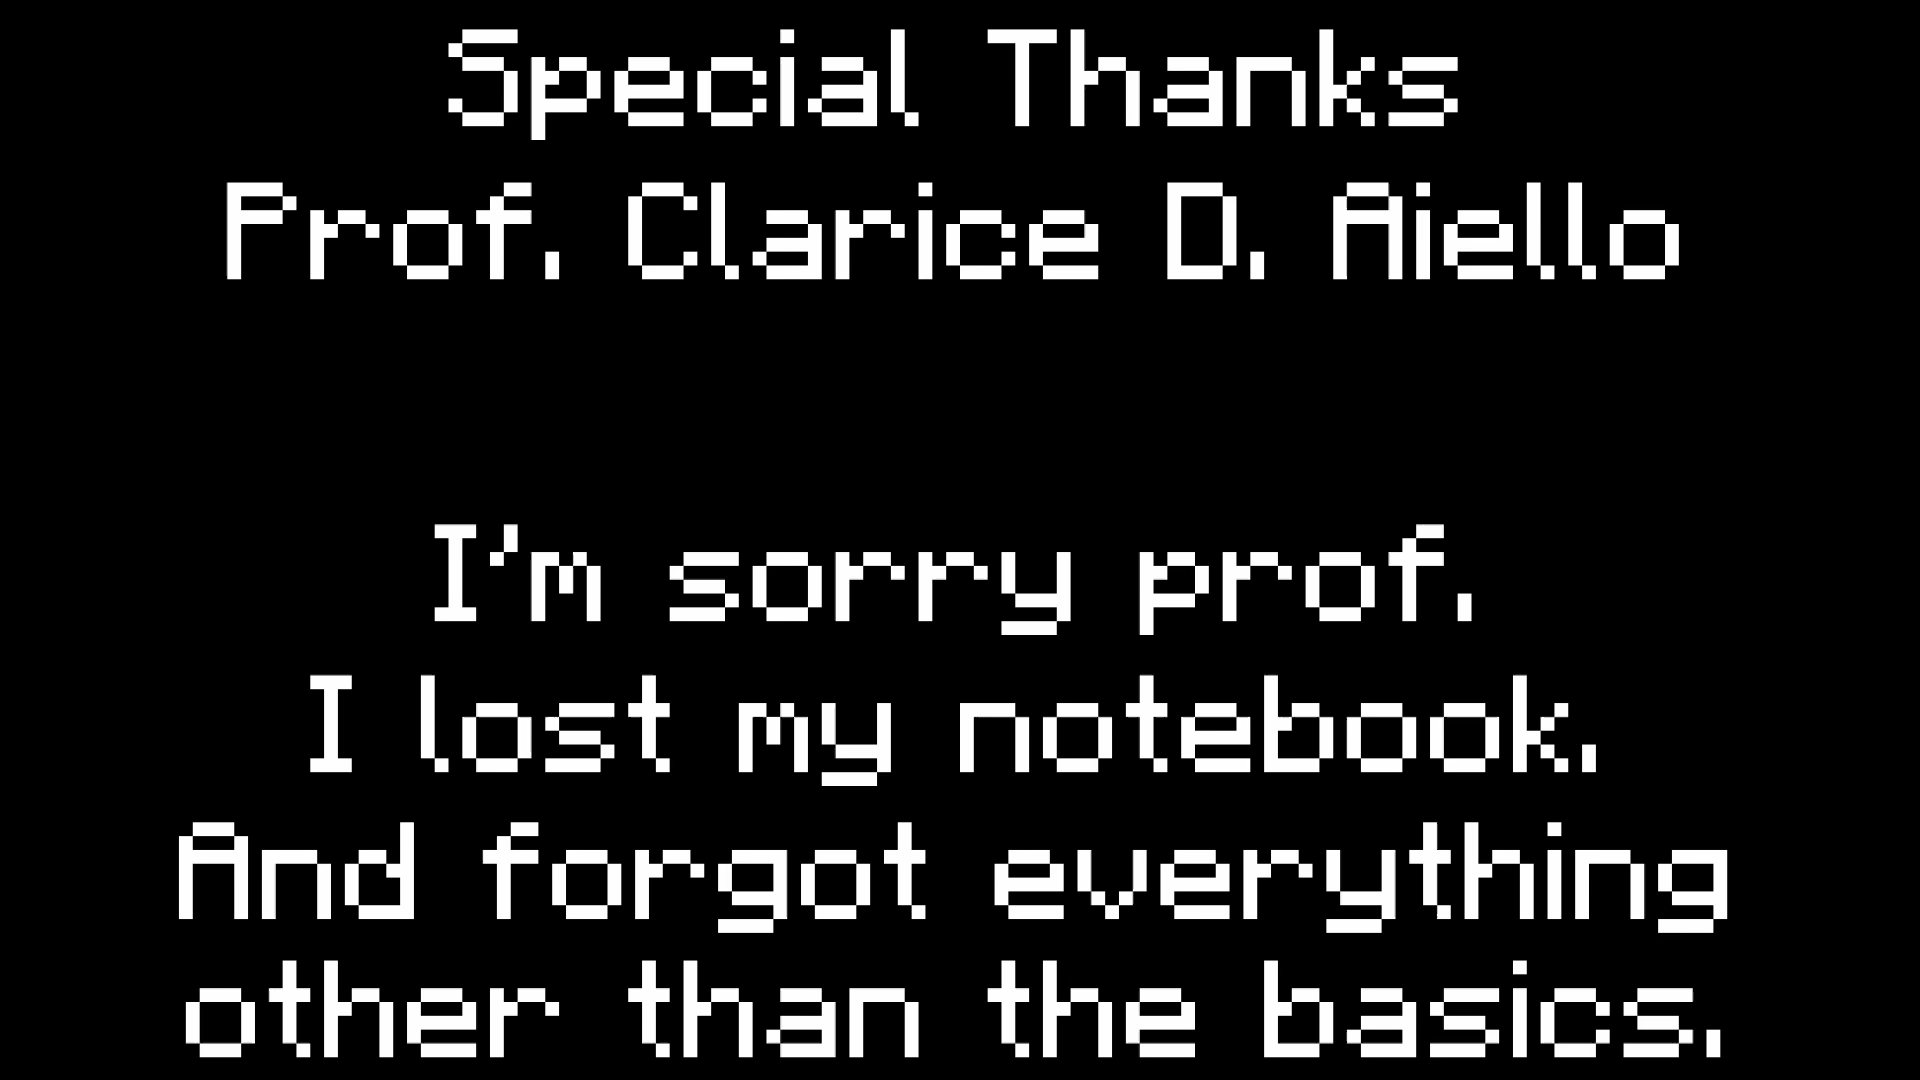 Special Thanks
Prof. Clarice D. Aiello
I'm sorry prof.
I lost my notebook.
And forgot everything
other than the basics.